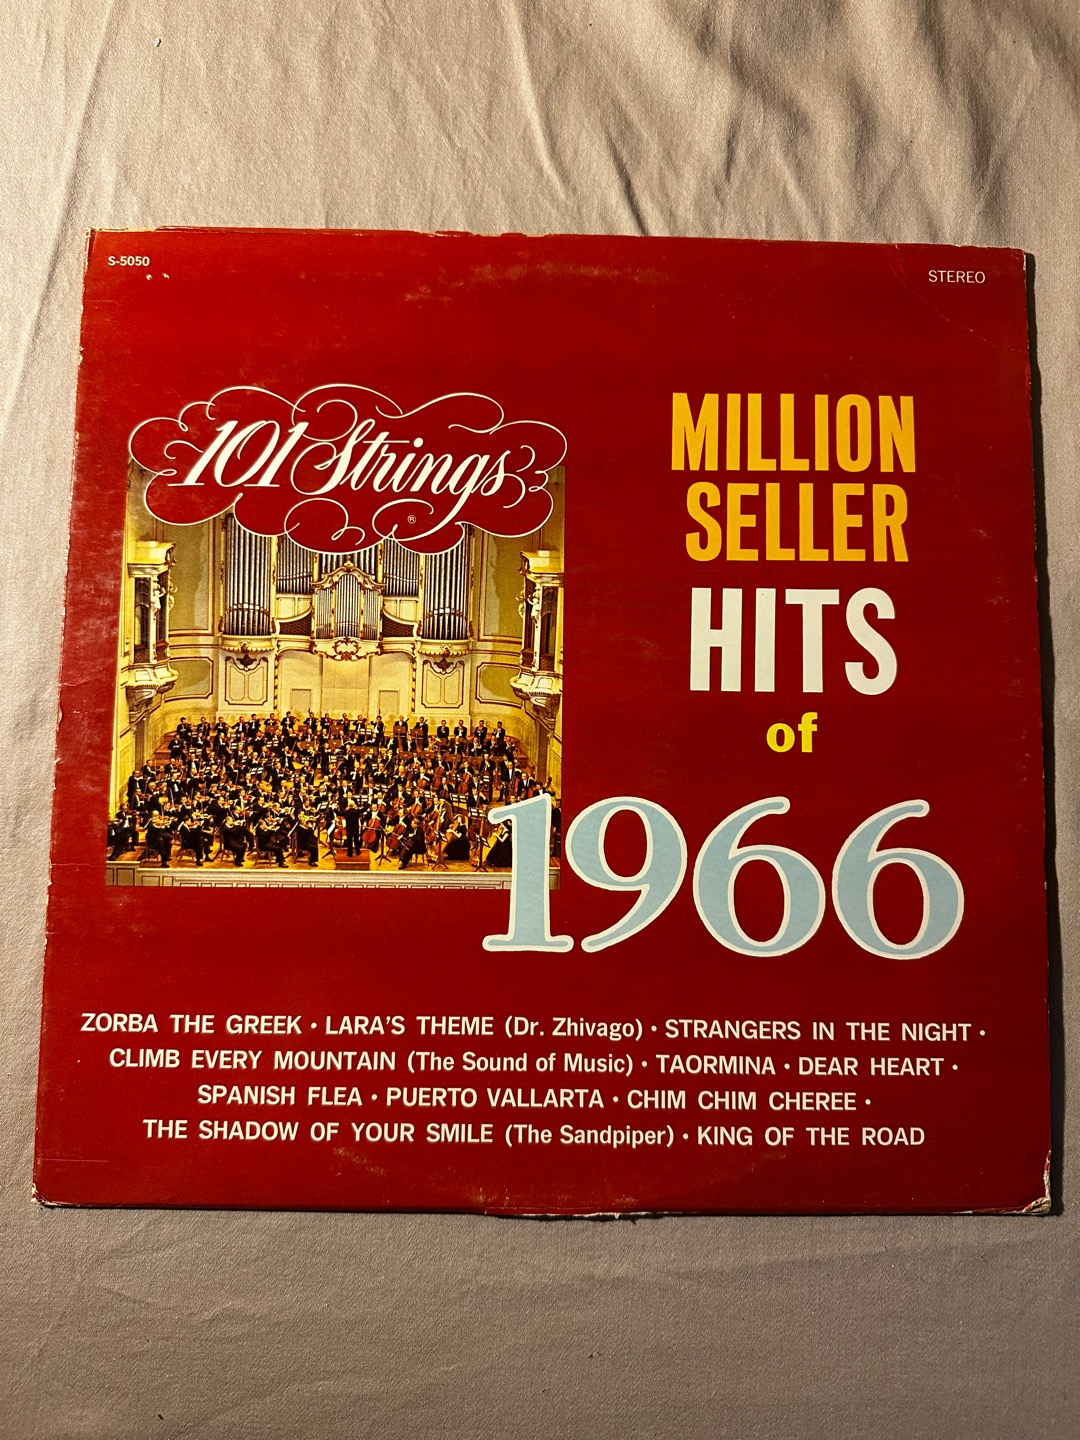 S-5050
STEREO
101 Strings
®
MILLION
SELLER
HITS
of
1966
ZORBA THE GREEK • LARA'S THEME (Dr. Zhivago) • STRANGERS IN THE NIGHT •
CLIMB EVERY MOUNTAIN (The Sound of Music) • TAORMINA • DEAR HEART •
SPANISH FLEA • PUERTO VALLARTA • CHIM CHIM CHEREE •
THE SHADOW OF YOUR SMILE (The Sandpiper) • KING OF THE ROAD